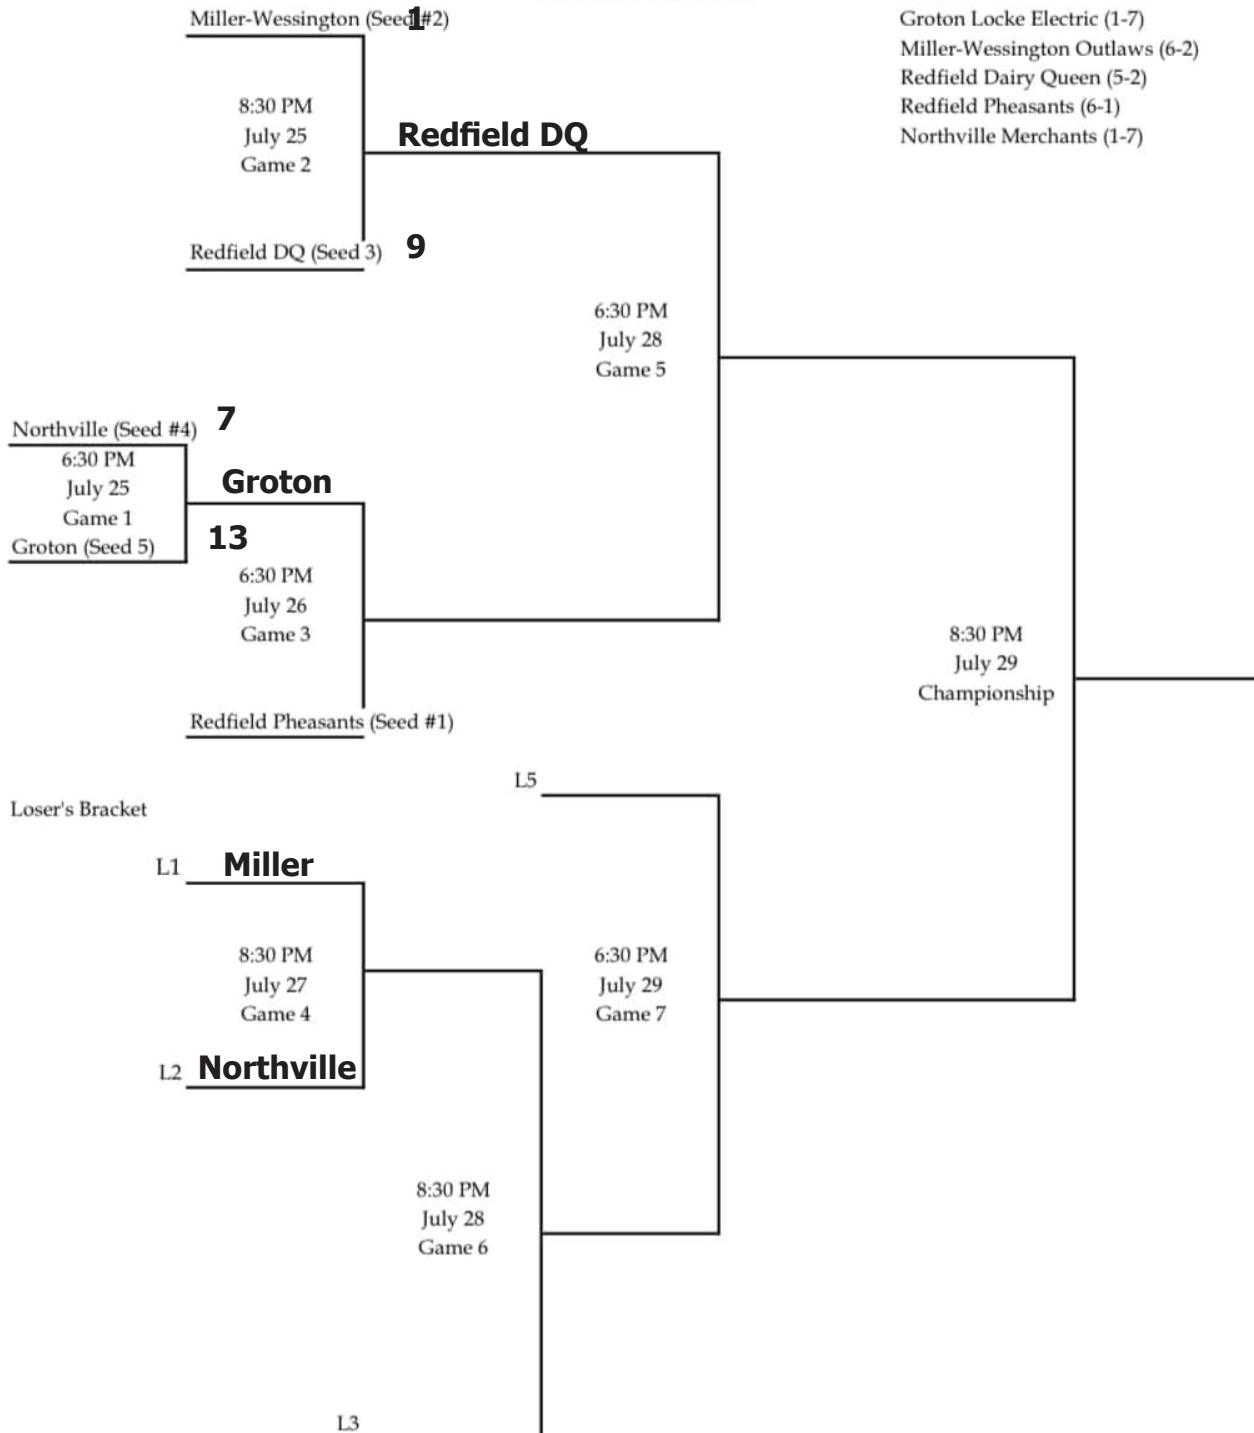 Miller-Wessington (Seed #2) 1
Groton Locke Electric (1-7)
Miller-Wessington Outlaws (6-2)
Redfield Dairy Queen (5-2)
Redfield Pheasants (6-1)
Northville Merchants (1-7)
8:30 PM
July 25
Game 2
Redfield DQ
Redfield DQ (Seed 3) 9
6:30 PM
July 28
Game 5
Northville (Seed #4) 7
6:30 PM
July 25
Game 1
Groton
Groton (Seed 5) 13
6:30 PM
July 26
Game 3
8:30 PM
July 29
Championship
Redfield Pheasants (Seed #1)
L5
Loser's Bracket
L1 Miller
8:30 PM
July 27
Game 4
6:30 PM
July 29
Game 7
L2 Northville
8:30 PM
July 28
Game 6
L3